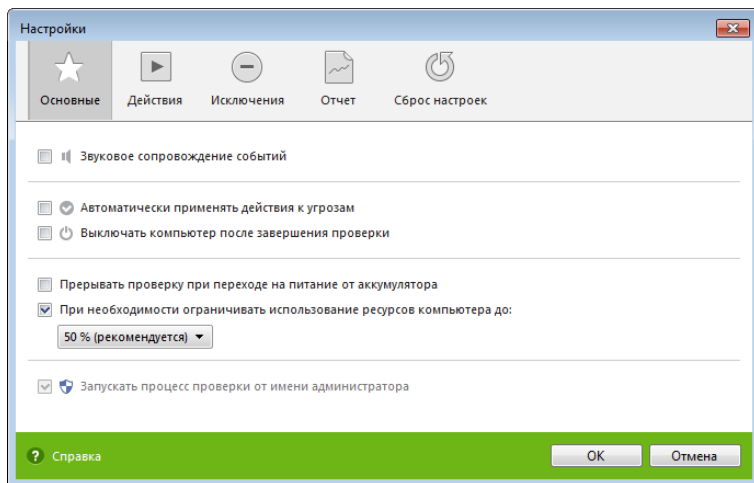 Настройки
Основные
Действия
Исключения
Отчет
Сброс настроек
Звуковое сопровождение событий
Автоматически применять действия к угрозам
Выключать компьютер после завершения проверки
Прерывать проверку при переходе на питание от аккумулятора
При необходимости ограничивать использование ресурсов компьютера до:
50 % (рекомендуется)
Запускать процесс проверки от имени администратора
? Справка
OK
Отмена